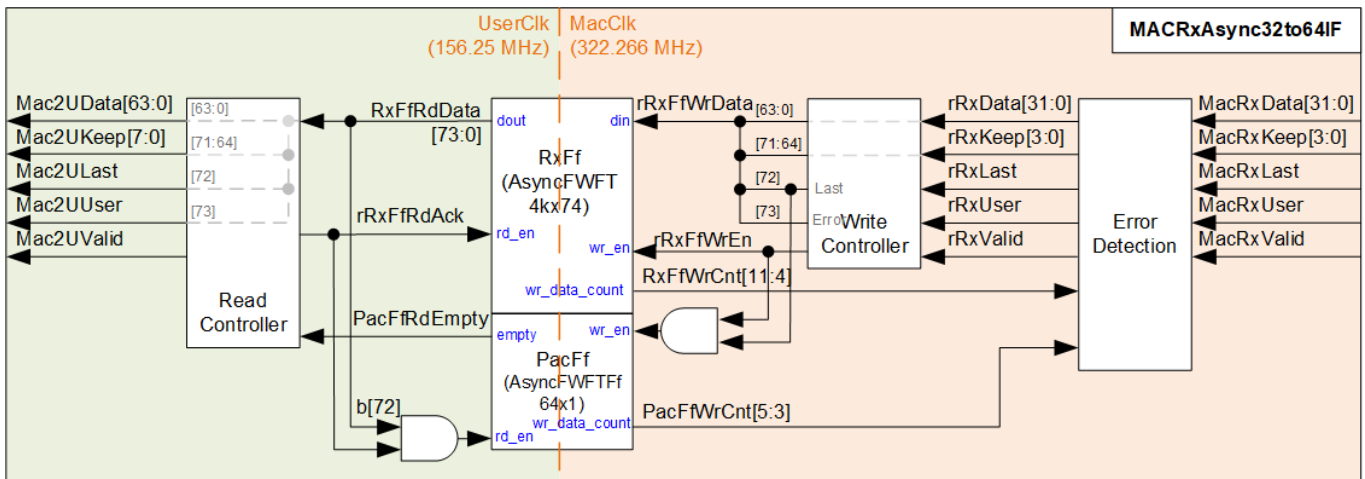 UserClk
(156.25 MHz)
MacClk
(322.266 MHz)
MACRxAsync32to64IF
Mac2UData[63:0]
Mac2UKeep[7:0]
Mac2ULast
Mac2UUser
Mac2UValid
[63:0]
[71:64]
[72]
[73]
Read
Controller
RxFfRdData
[73:0]
rRxFfRdAck
PacFfRdEmpty
b[72]
dout
din
RxFf
(AsyncFWFT
4kx74)
rd_en
wr_en
wr_data_count
empty
wr_en
PacFf
(AsyncFWFTFf
64x1)
wr_data_count
rd_en
rRxFfWrData
[63:0]
[71:64]
[72]
[73]
Last
Error
Write
Controller
rRxFfWrEn
RxFfWrCnt[11:4]
PacFfWrCnt[5:3]
rRxData[31:0]
rRxKeep[3:0]
rRxLast
rRxUser
rRxValid
Error
Detection
MacRxData[31:0]
MacRxKeep[3:0]
MacRxLast
MacRxUser
MacRxValid